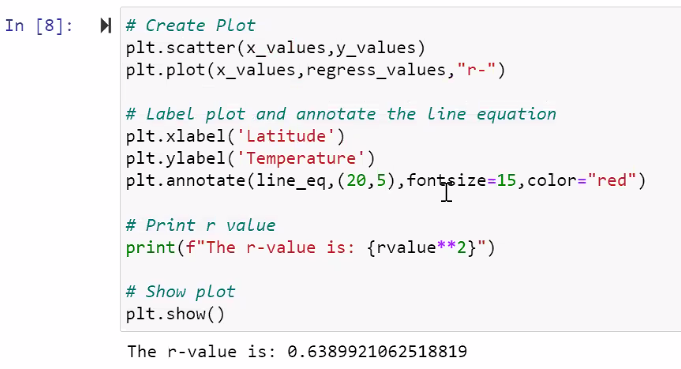 In [8]:
# Create Plot
plt.scatter(x_values,y_values)
plt.plot(x_values,regress_values,"r-")
# Label plot and annotate the line equation
plt.xlabel('Latitude')
plt.ylabel('Temperature')
plt.annotate(line_eq,(20,5),fontsize=15,color="red")
# Print r value
print(f"The r-value is: {rvalue**2}")
# Show plot
plt.show()
The r-value is: 0.6389921062518819